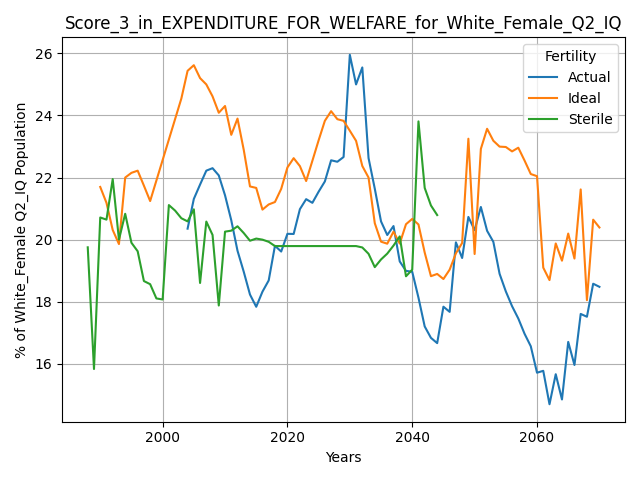 Score_3_in_EXPENDITURE_FOR_WELFARE_for_White_Female_Q2_IQ
% of White_Female Q2_IQ Population
26
24
22
20
18
16
2000
2020
2040
2060
Years
Fertility
Actual
Ideal
Sterile